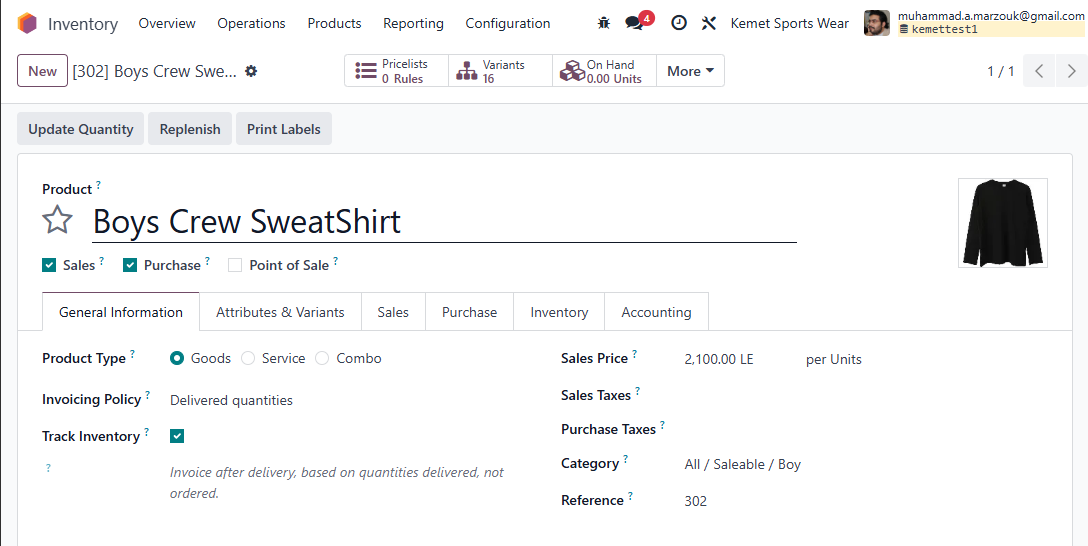 Inventory Overview Operations Products Reporting Configuration 4 Kemet Sports Wear muhammad.a.marzouk@gmail.com
kemettest1
New [302] Boys Crew Swe... Pricelists 0 Rules Variants 16 On Hand 0.00 Units More 1 / 1
Update Quantity Replenish Print Labels
Product ?
Boys Crew SweatShirt
Sales ? Purchase ? Point of Sale ?
General Information Attributes & Variants Sales Purchase Inventory Accounting
Product Type ? Goods Service Combo Sales Price ? 2,100.00 LE per Units
Invoicing Policy ? Delivered quantities Sales Taxes ?
Track Inventory ? Purchase Taxes ?
? Invoice after delivery, based on quantities delivered, not
ordered.
Category ? All / Saleable / Boy
Reference ? 302